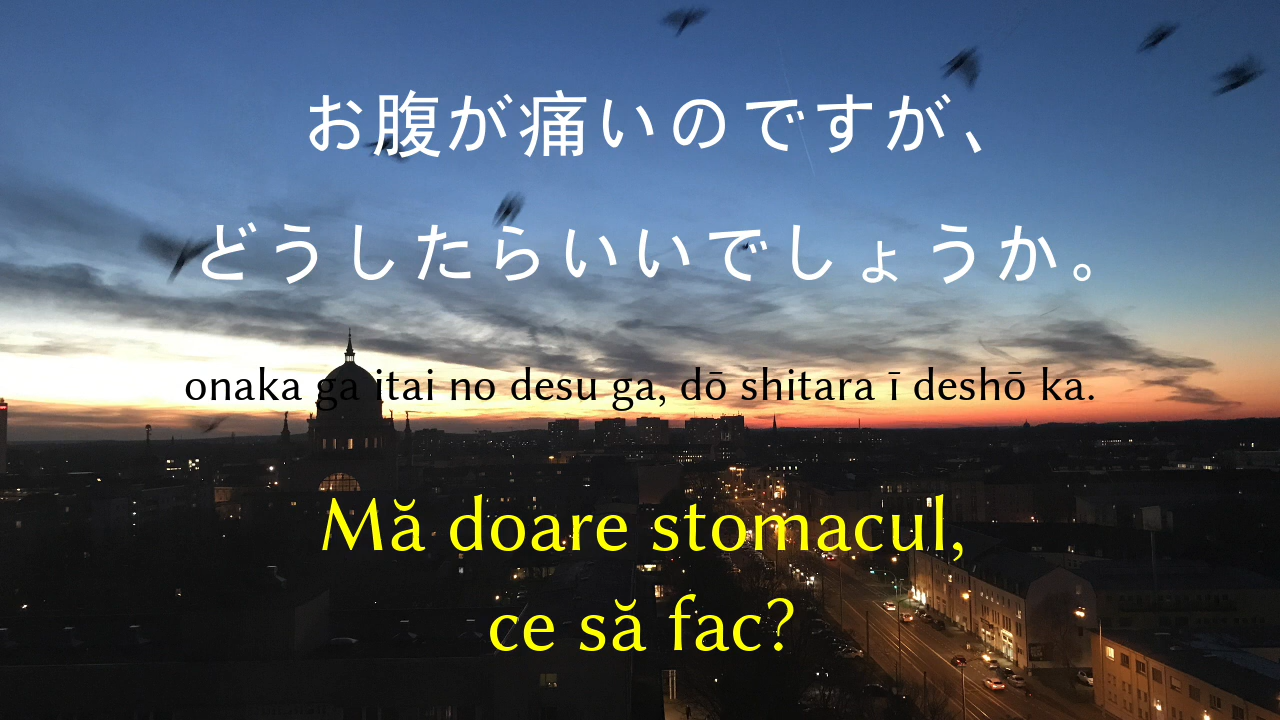 お腹が痛いのですが、
どうしたらいいでしょうか。
onaka ga itai no desu ga, dō shitara ī deshō ka.
Mă doare stomacul,
ce să fac?